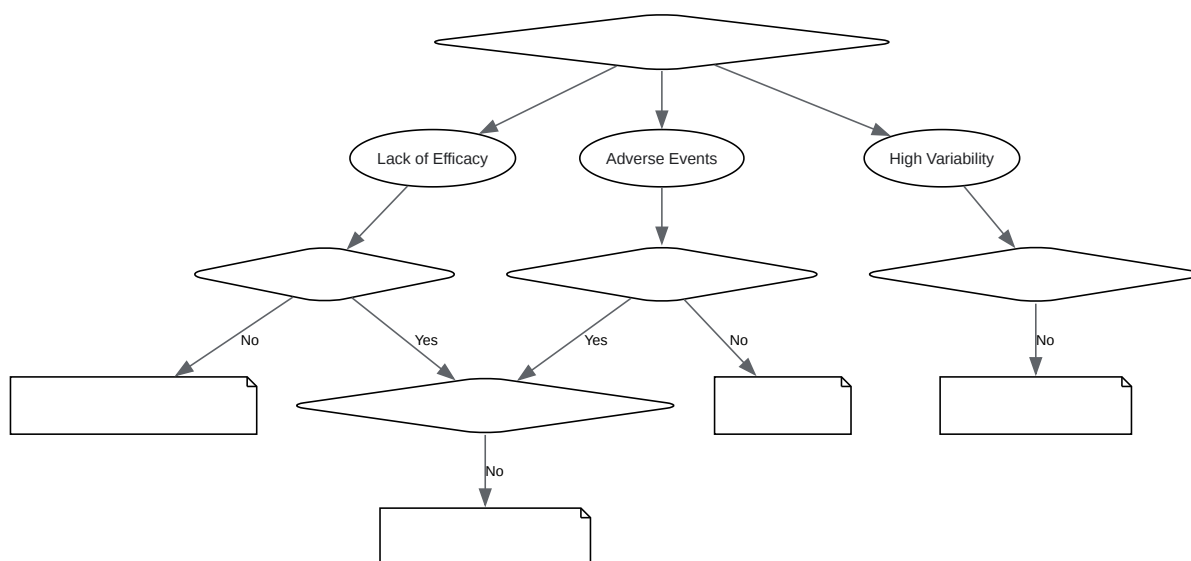 Lack of Efficacy
Adverse Events
High Variability
No
Yes
Yes
No
No
No